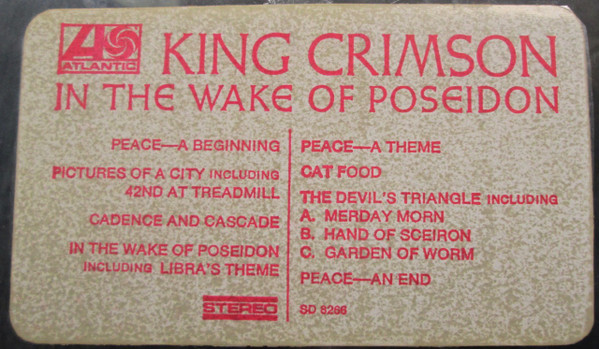 ATLANTIC
KING CRIMSON
IN THE WAKE OF POSEIDON
PEACE—A BEGINNING
PICTURES OF A CITY INCLUDING
42ND AT TREADMILL
CADENCE AND CASCADE
IN THE WAKE OF POSEIDON
INCLUDING LIBRA'S THEME
STEREO
PEACE—A THEME
CAT FOOD
THE DEVIL'S TRIANGLE INCLUDING
A. MERDAY MORN
B. HAND OF SCEIRON
C. GARDEN OF WORM
PEACE—AN END
SD 8266